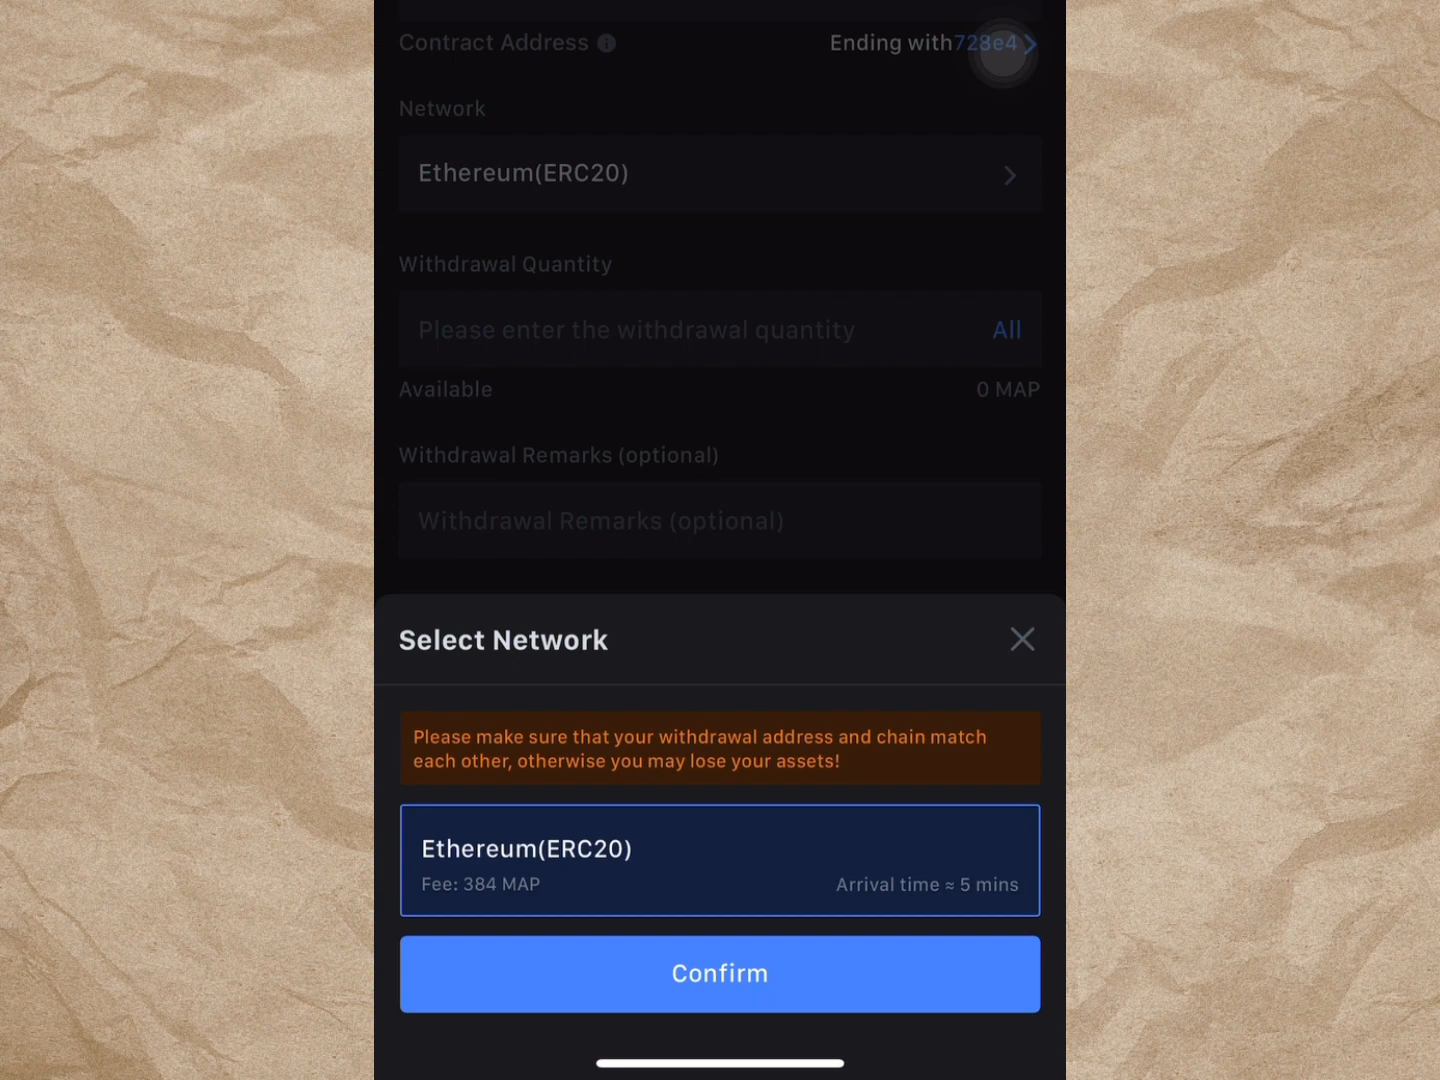 Contract Address
Ending with728e4
Network
Ethereum(ERC20)
Withdrawal Quantity
Please enter the withdrawal quantity
All
Available
0 MAP
Withdrawal Remarks (optional)
Withdrawal Remarks (optional)
Select Network
Please make sure that your withdrawal address and chain match
each other, otherwise you may lose your assets!
Ethereum(ERC20)
Fee: 384 MAP
Arrival time ≈ 5 mins
Confirm